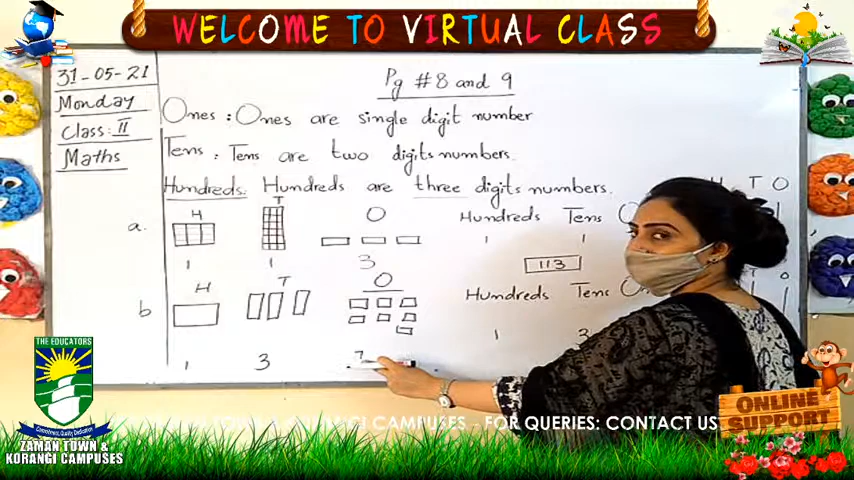 WELCOME TO VIRTUAL CLASS
31-05-21
Monday
Class: II
Maths
Pg # 8 and 9
Ones : Ones are single digit number
Tens : Tens are two digits numbers.
Hundreds: Hundreds are three digits numbers.
H T O
a. H T O
Hundreds Tens
1 1 3
1 1
113
b H T O
Hundreds Tens
1 3
1 3 7
THE EDUCATORS
ZAMAN TOWN &
KORANGI CAMPUSES
KORANGI CAMPUSES - FOR QUERIES: CONTACT US
ONLINE
SUPPORT